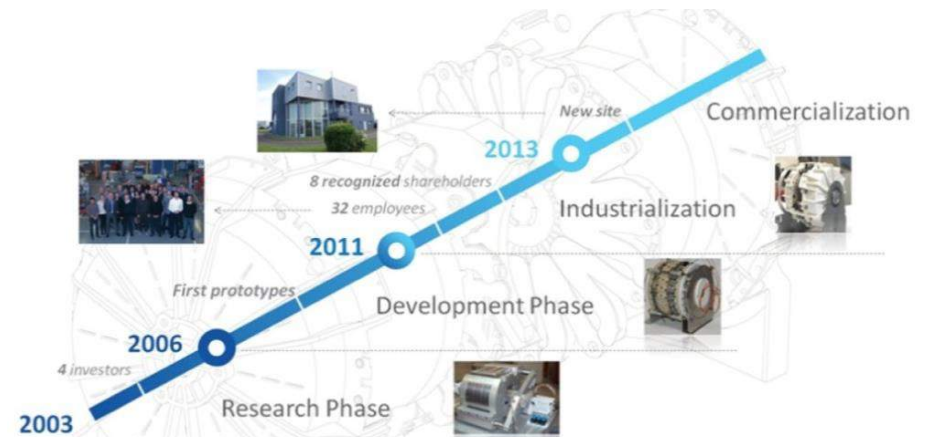 New site
Commercialization
2013
8 recognized shareholders
32 employees
Industrialization
2011
First prototypes
Development Phase
2006
4 investors
Research Phase
2003